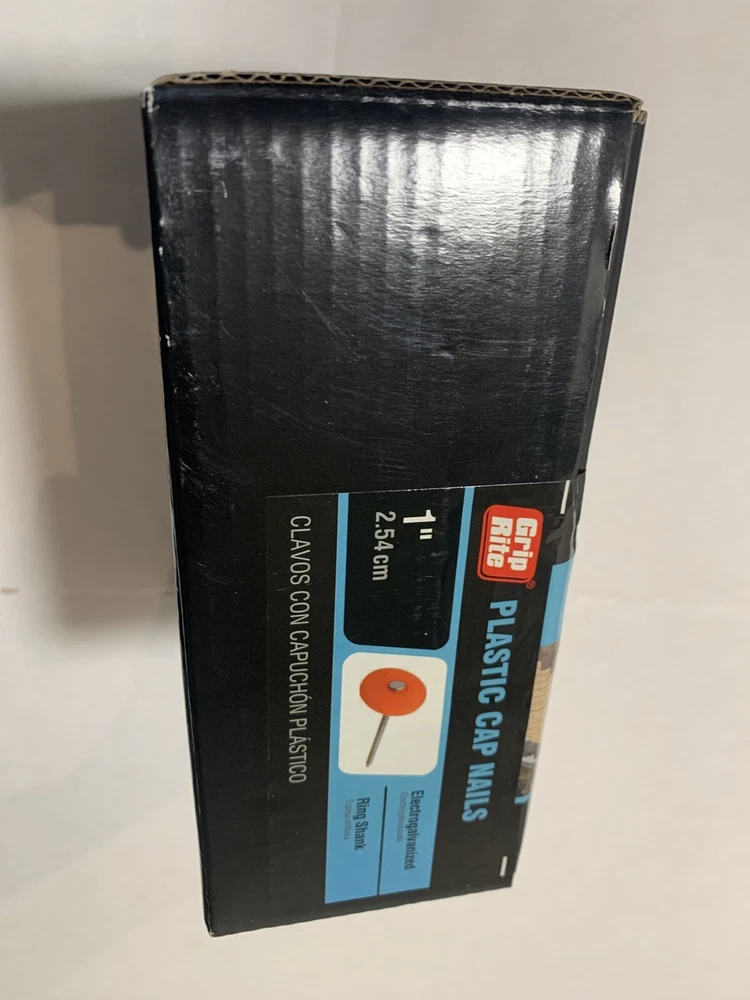 Grip
Rite®
PLASTIC CAP NAILS
1"
2.54 cm
Electrogalvanized
Ring Shank
CLAVOS CON CAPUCHÓN PLÁSTICO